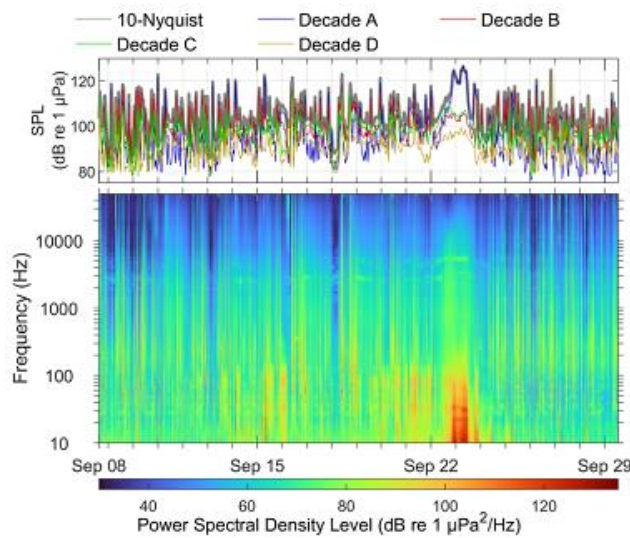 10-Nyquist Decade A Decade B
Decade C Decade D
SPL
(dB re 1 μPa)
120
100
80
Frequency (Hz)
10000
1000
100
10
Sep 08 Sep 15 Sep 22 Sep 29
40 60 80 100 120
Power Spectral Density Level (dB re 1 μPa²/Hz)